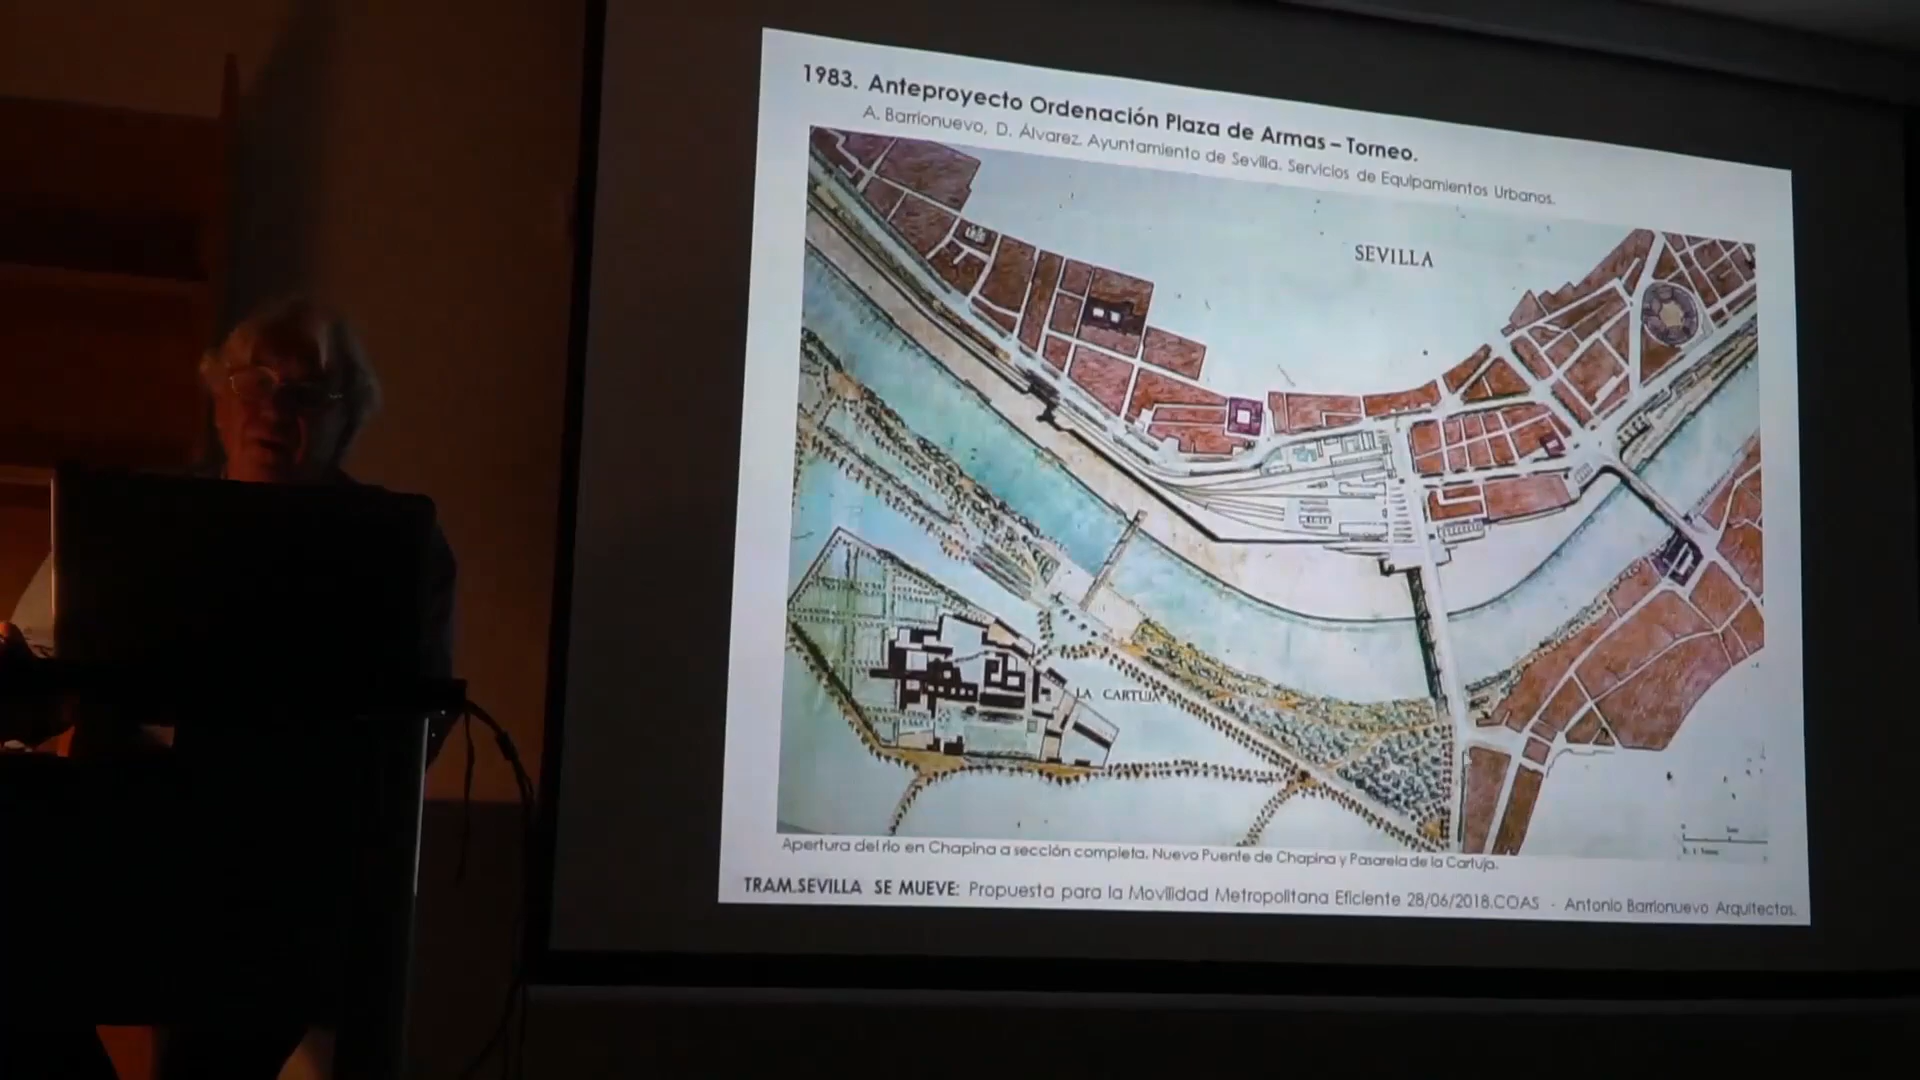 1983. Anteproyecto Ordenación Plaza de Armas – Torneo.
A. Barrionuevo, D. Álvarez. Ayuntamiento de Sevilla. Servicios de Equipamientos Urbanos.
SEVILLA
LA CARTUJA
Apertura del rio en Chapina a sección completa. Nuevo Puente de Chapina y Pasarela de la Cartuja.
TRAM.SEVILLA SE MUEVE: Propuesta para la Movilidad Metropolitana Eficiente 28/06/2018.COAS - Antonio Barrionuevo Arquitectos.